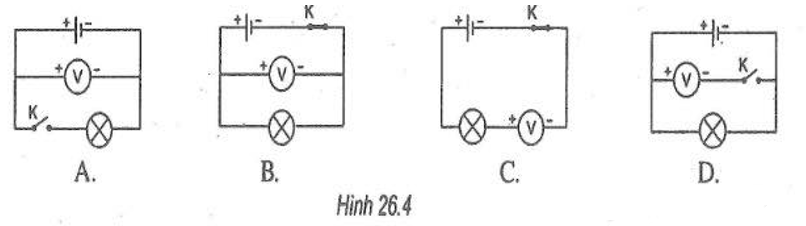 + - + - K + - K + - K
+ V - + V - + V - K
K + V -
A. B. C. D.
Hình 26.4